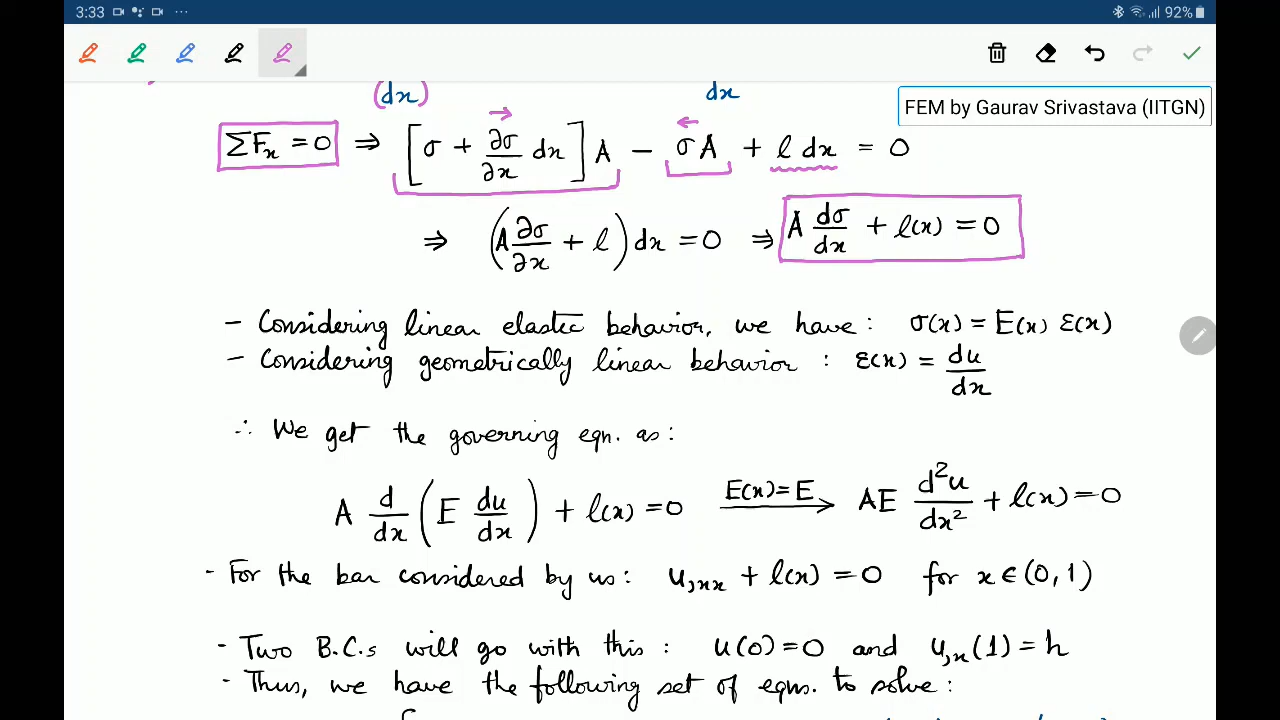 3:33 92%
(dx) dx
FEM by Gaurav Srivastava (IITGN)
ΣFx = 0 ⇒ [σ + ∂σ/∂x dx] A − σA + l dx = 0
⇒ (A ∂σ/∂x + l) dx = 0 ⇒ A dσ/dx + l(x) = 0
- Considering linear elastic behavior, we have : σ(x) = E(x) ε(x)
- Considering geometrically linear behavior : ε(x) = du/dx
∴ We get the governing eqn. as :
A d/dx (E du/dx) + l(x) = 0 E(x) = E → AE d²u/dx² + l(x) = 0
- For the bar considered by us : u,xx + l(x) = 0 for x ∈ (0, 1)
- Two B.C.s will go with this : u(0) = 0 and u,x(1) = h
- Thus, we have the following set of eqns. to solve :